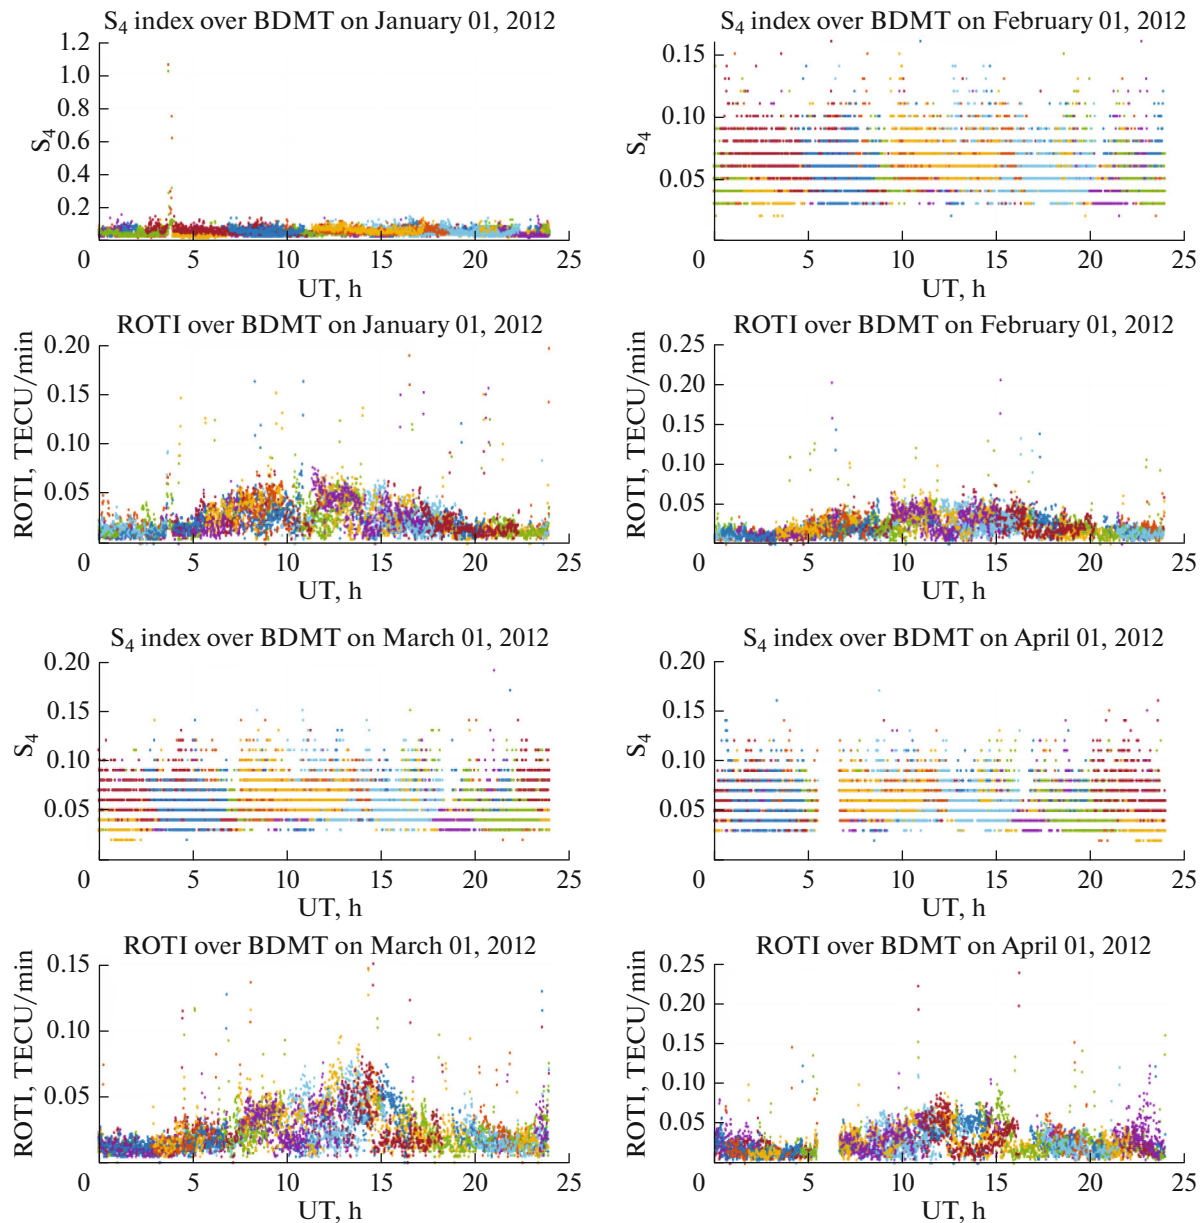 S₄ index over BDMT on January 01, 2012
1.2
1.0
0.8
0.6
0.4
0.2
S₄
0 5 10 15 20 25
UT, h
S₄ index over BDMT on February 01, 2012
0.15
0.10
0.05
S₄
0 5 10 15 20 25
UT, h
ROTI over BDMT on January 01, 2012
0.20
0.15
0.10
0.05
ROTI, TECU/min
0 5 10 15 20 25
UT, h
ROTI over BDMT on February 01, 2012
0.25
0.20
0.15
0.10
0.05
ROTI, TECU/min
0 5 10 15 20 25
UT, h
S₄ index over BDMT on March 01, 2012
0.20
0.15
0.10
0.05
S₄
0 5 10 15 20 25
UT, h
S₄ index over BDMT on April 01, 2012
0.20
0.15
0.10
0.05
S₄
0 5 10 15 20 25
UT, h
ROTI over BDMT on March 01, 2012
0.15
0.10
0.05
ROTI, TECU/min
0 5 10 15 20 25
UT, h
ROTI over BDMT on April 01, 2012
0.25
0.20
0.15
0.10
0.05
ROTI, TECU/min
0 5 10 15 20 25
UT, h